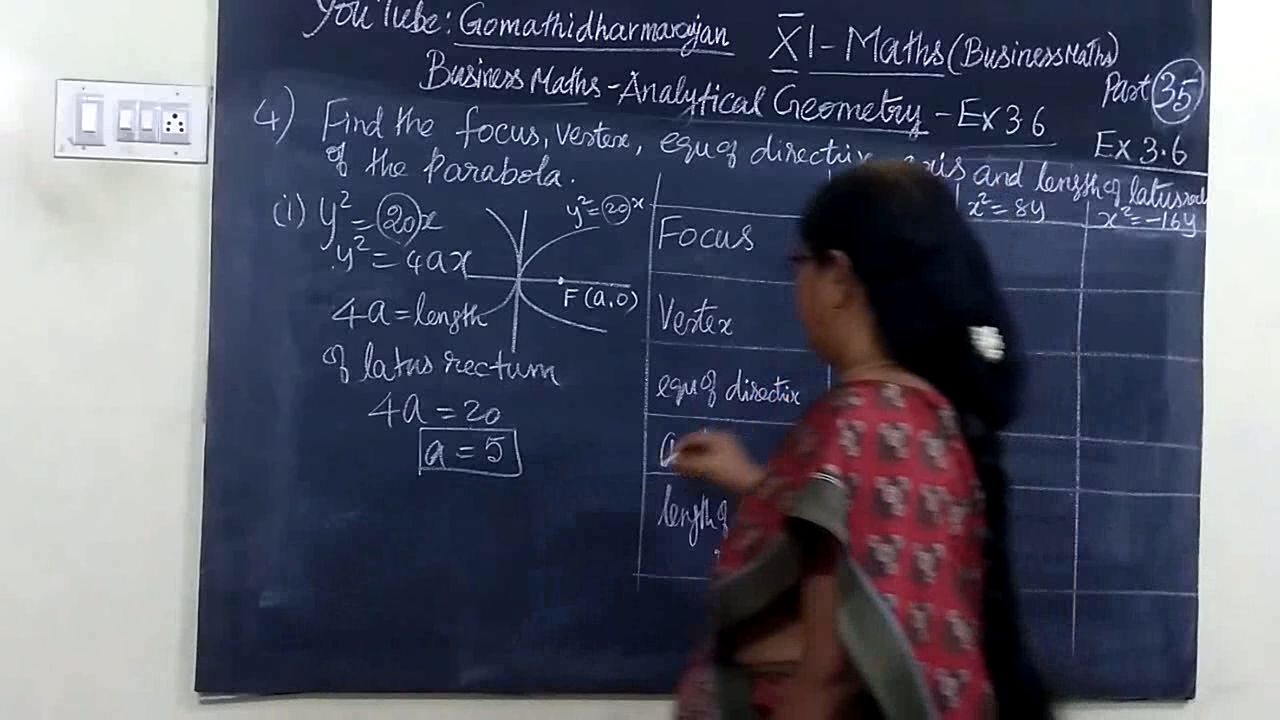 YouTube: Gomathidharmarajan
XI - Maths (Business Maths)
Business Maths - Analytical Geometry - Ex 3 6
Part 35
Ex 3.6
4) Find the focus, vertex, equ of directrix, axis and length of latus
of the Parabola.
(i) y² = 20x
y² = 4ax
4a = length
of latus rectum
4a = 20
a = 5
y² = 20x
F(a, 0)
x² = 8y
x² = -16y
Focus
Vertex
equ of directrix
length of